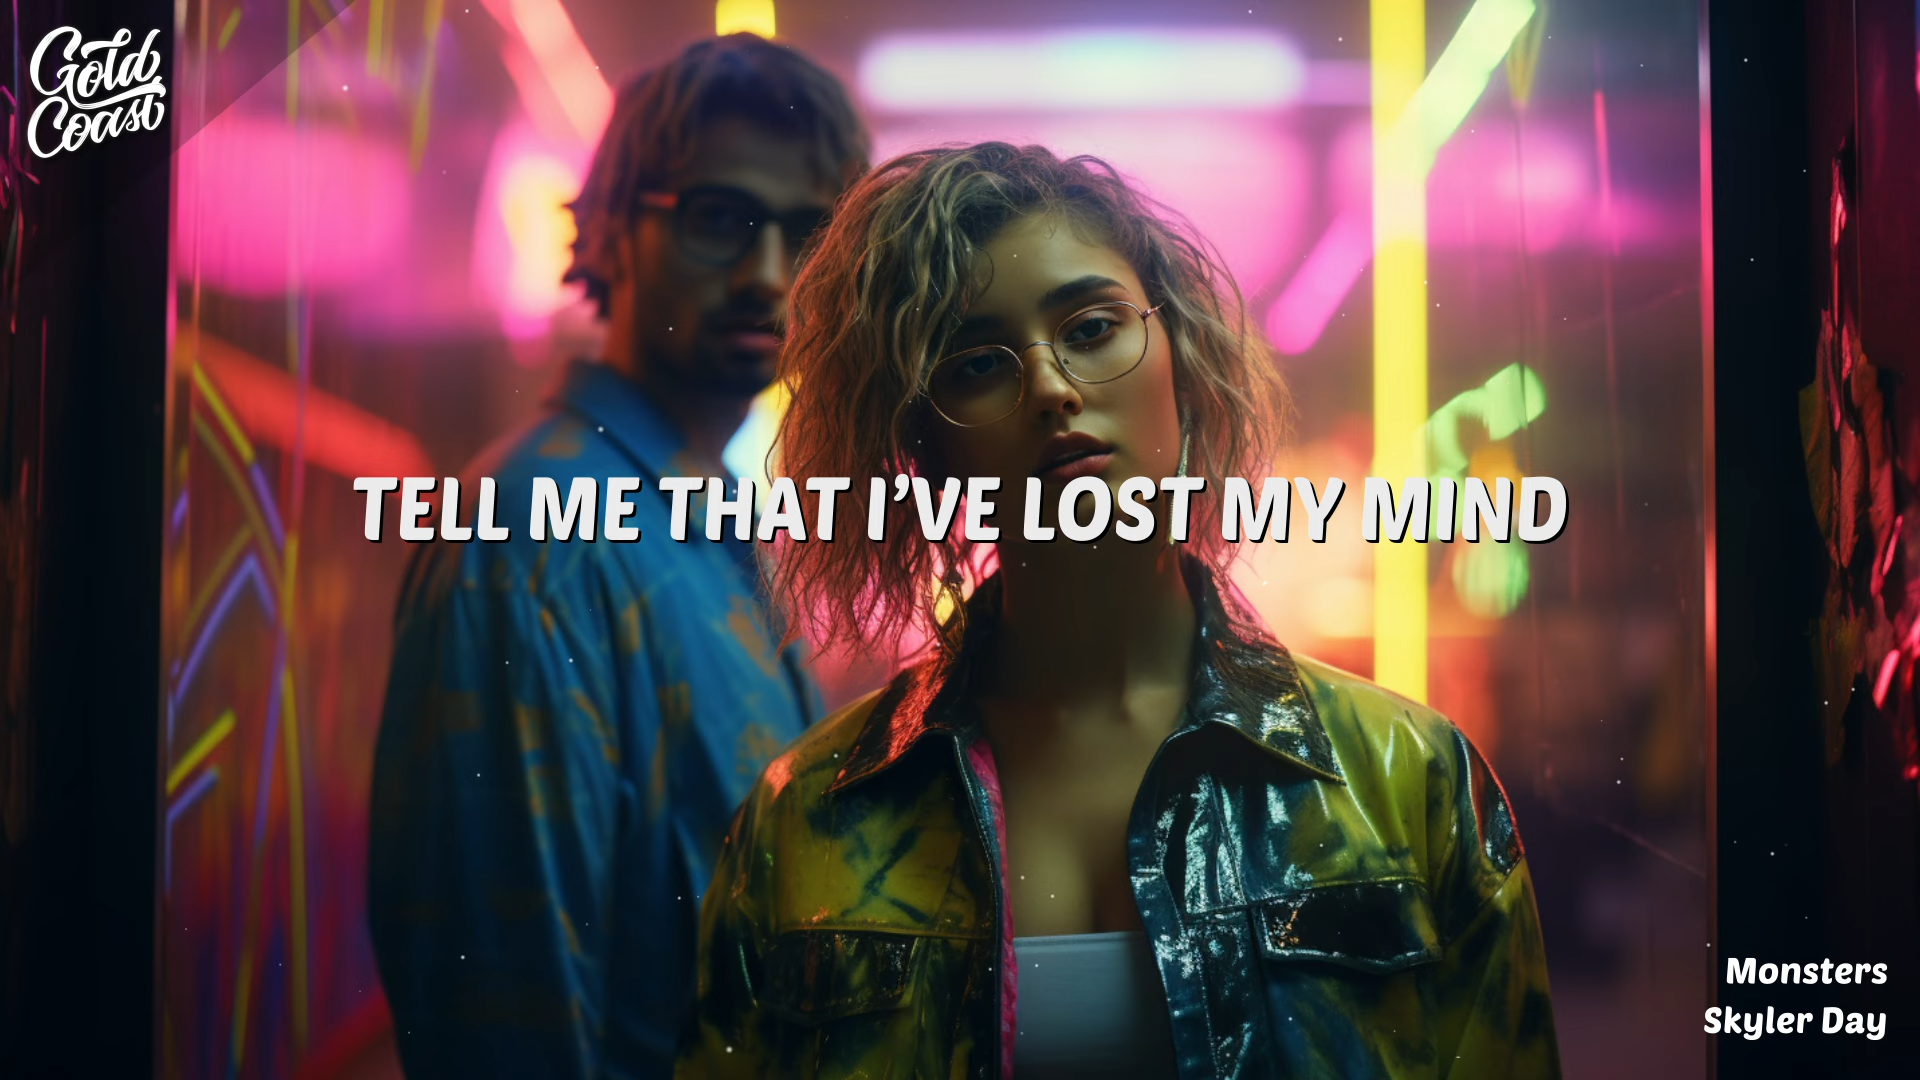 Gold
Coast
TELL ME THAT I’VE LOST MY MIND
Monsters
Skyler Day